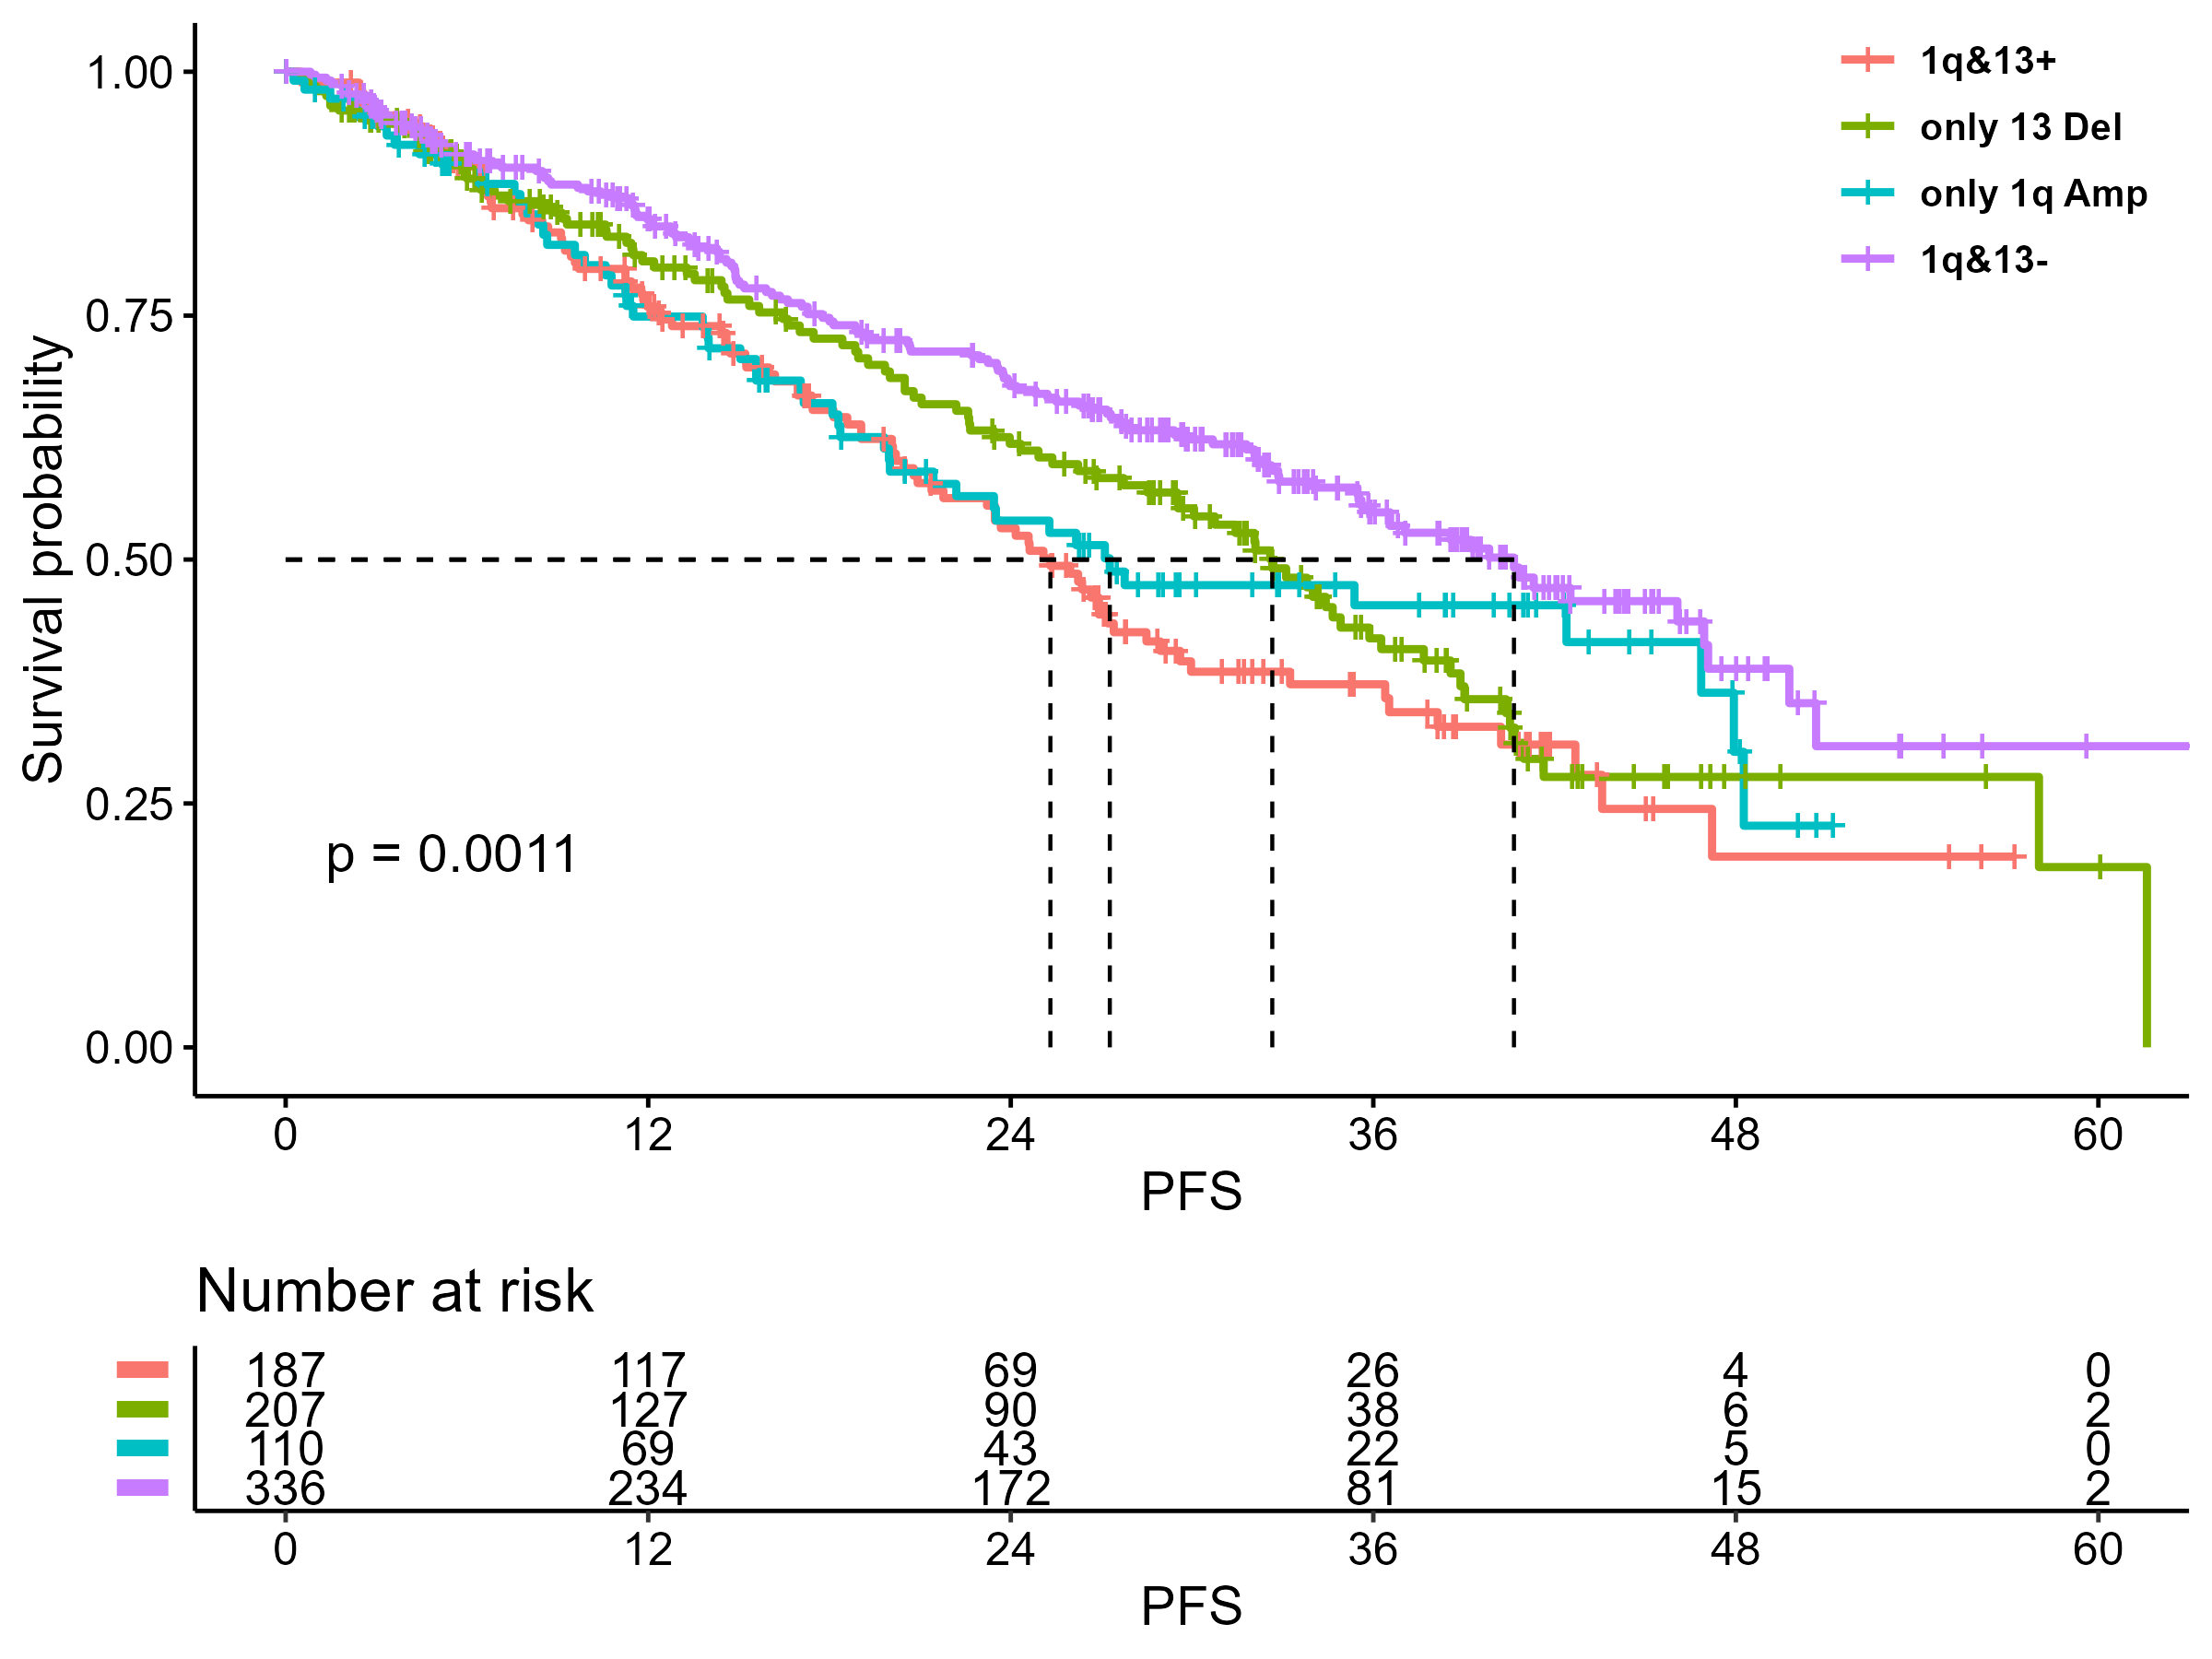 1q&13+
only 13 Del
only 1q Amp
1q&13-
Survival probability
1.00
0.75
0.50
0.25
0.00
p = 0.0011
0 12 24 36 48 60
PFS
Number at risk
187 117 69 26 4 0
207 127 90 38 6 2
110 69 43 22 5 0
336 234 172 81 15 2
0 12 24 36 48 60
PFS